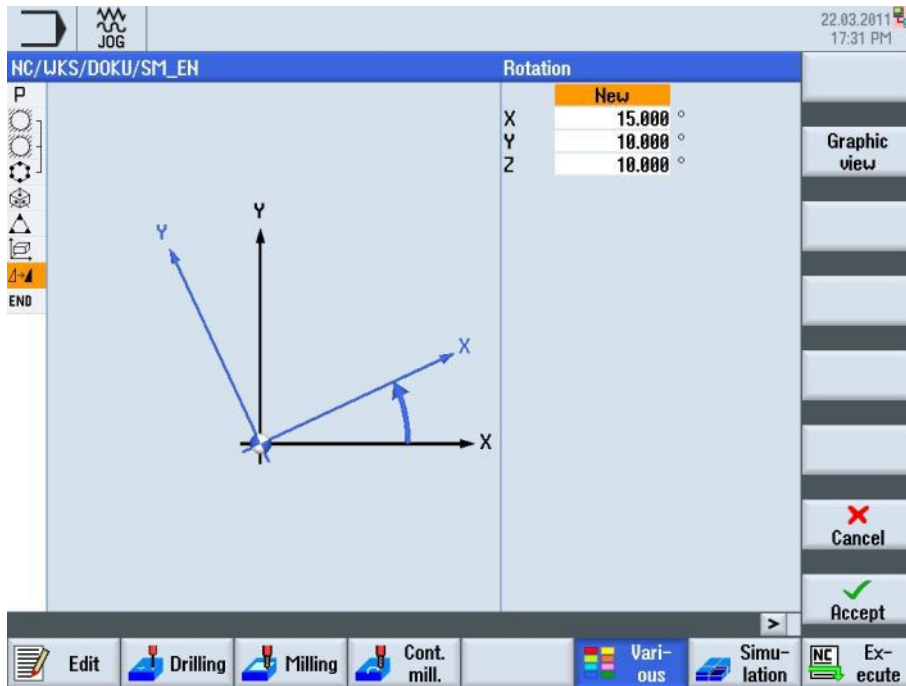 JOG
22.03.2011
17:31 PM
NC/WKS/DOKU/SM_EN
Rotation
New
X 15.000 °
Y 10.000 °
Z 10.000 °
P
END
Y
Y
X
X
Graphic
view
Cancel
Accept
>
Edit
Drilling
Milling
Cont.
mill.
Vari-
ous
Simu-
lation
NC
Ex-
ecute